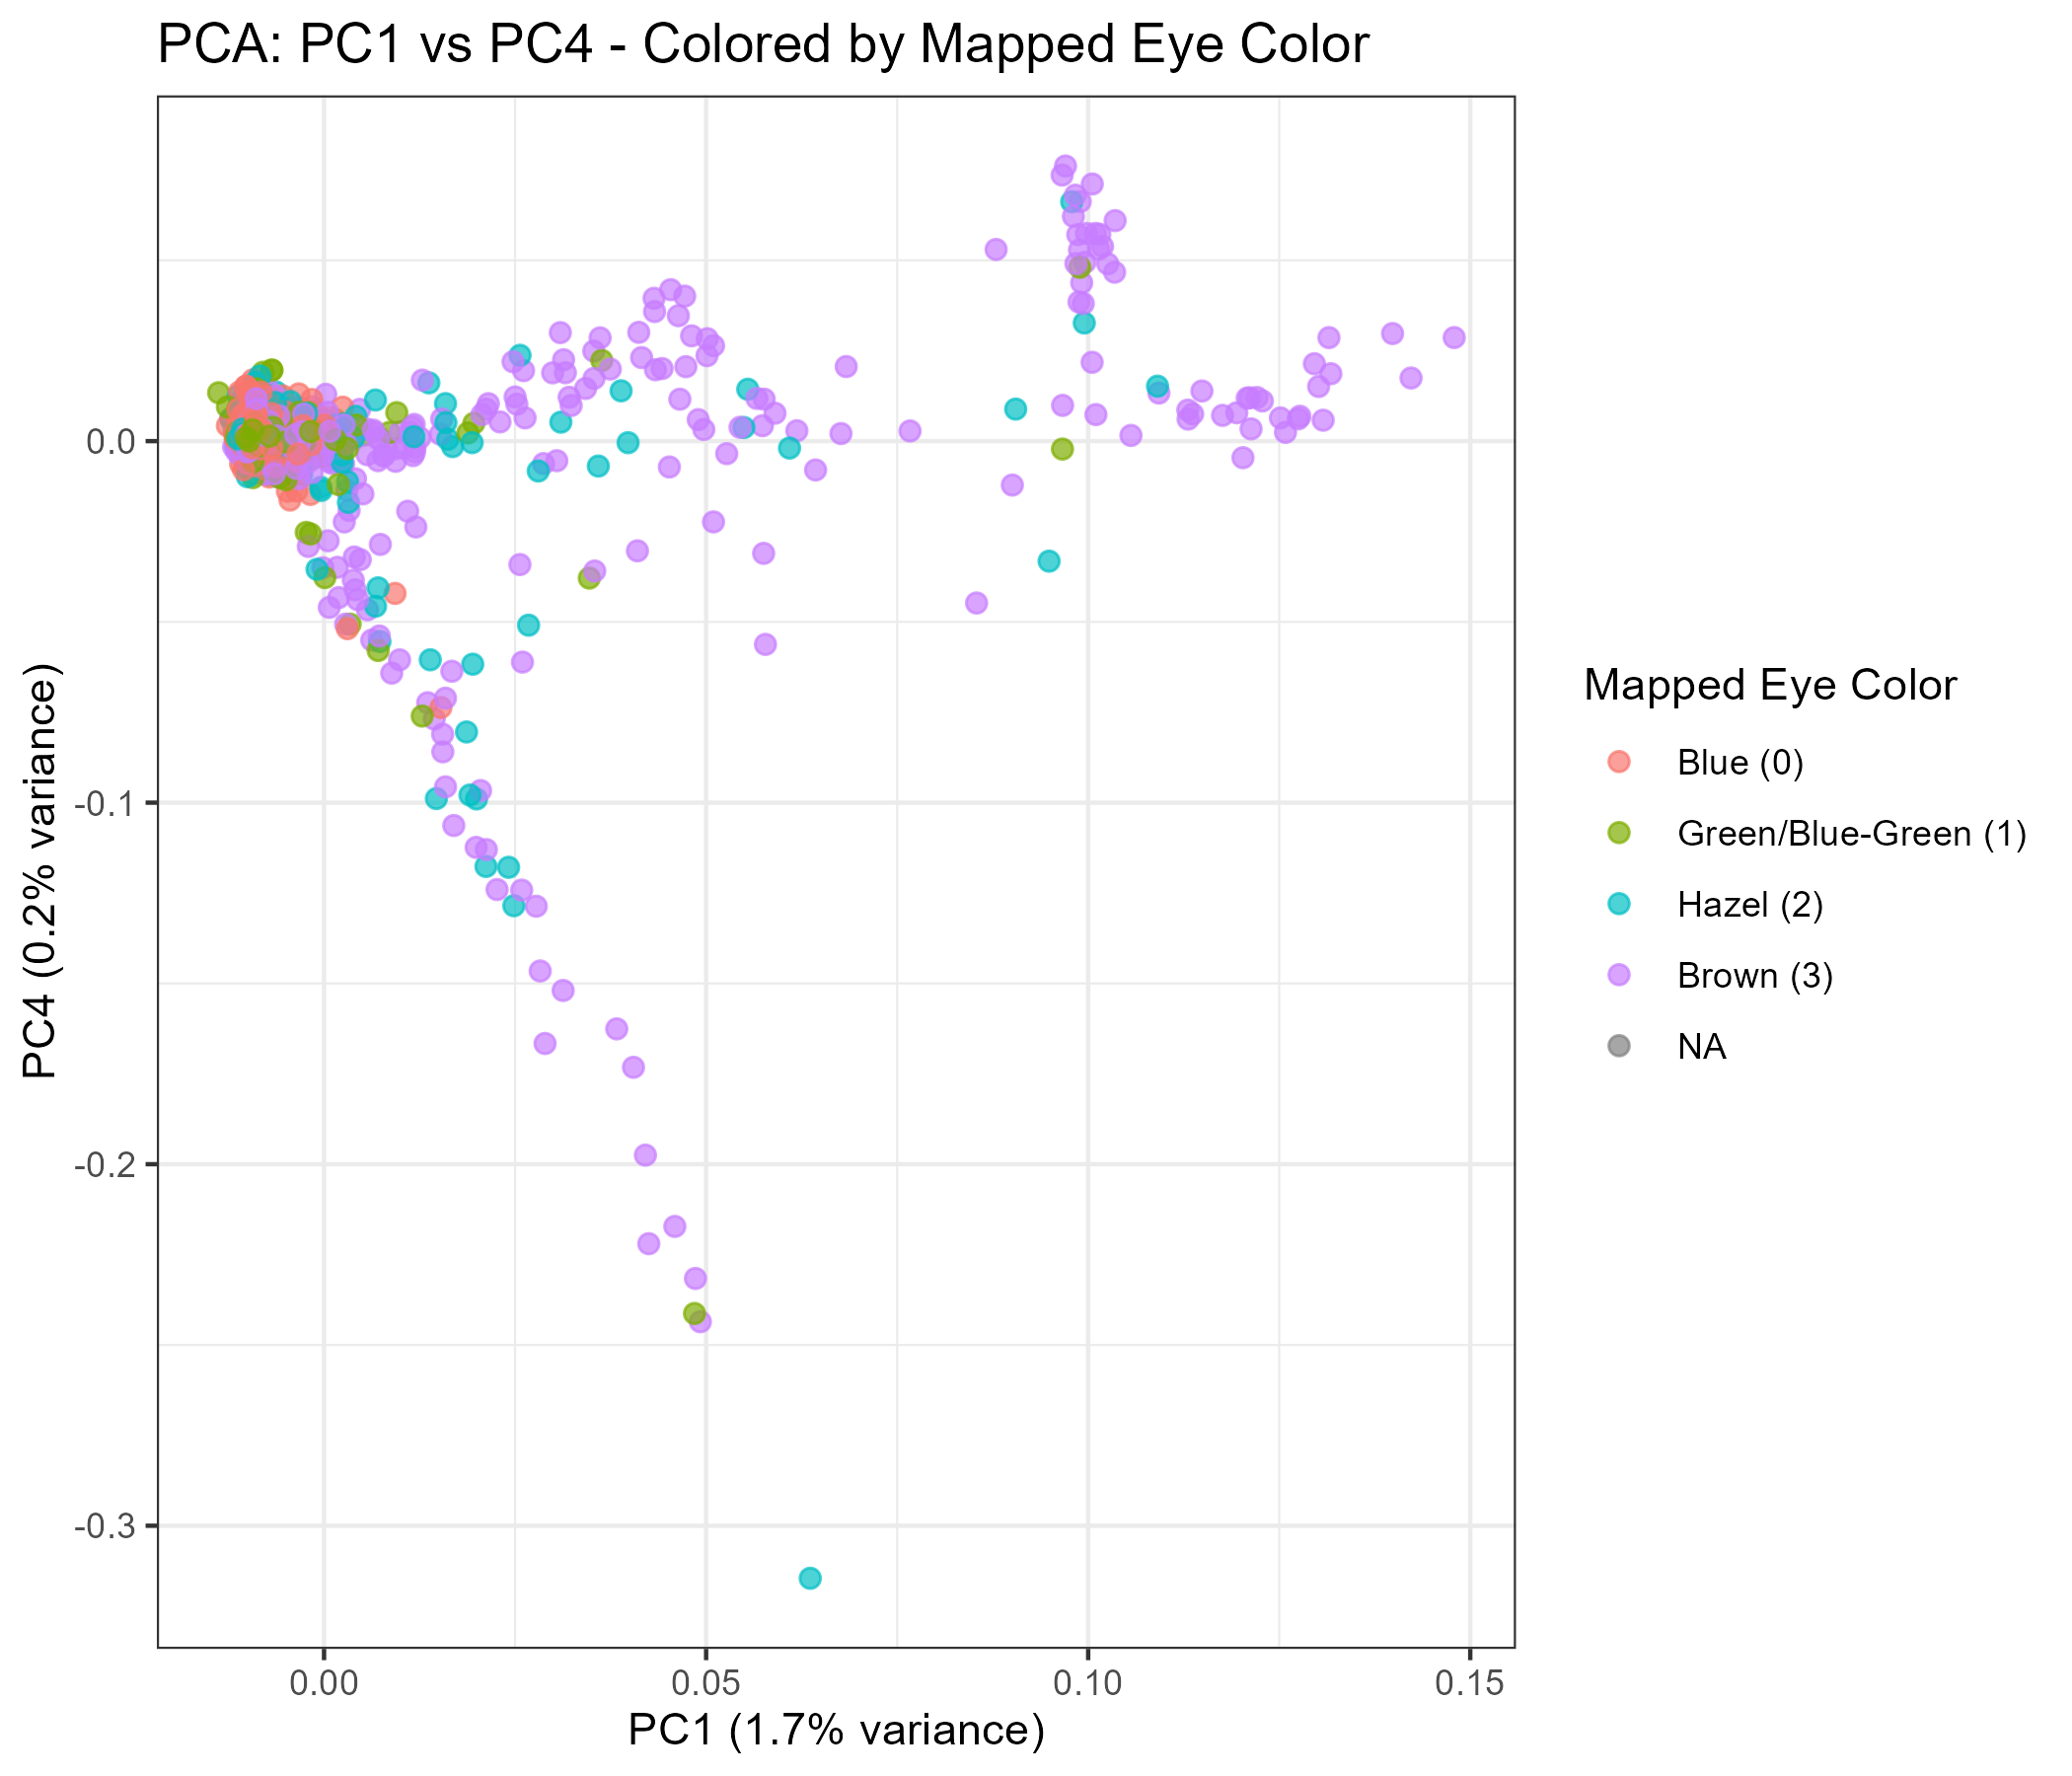 PCA: PC1 vs PC4 - Colored by Mapped Eye Color
PC4 (0.2% variance)
0.0
-0.1
-0.2
-0.3
0.00 0.05 0.10 0.15
PC1 (1.7% variance)
Mapped Eye Color
Blue (0)
Green/Blue-Green (1)
Hazel (2)
Brown (3)
NA